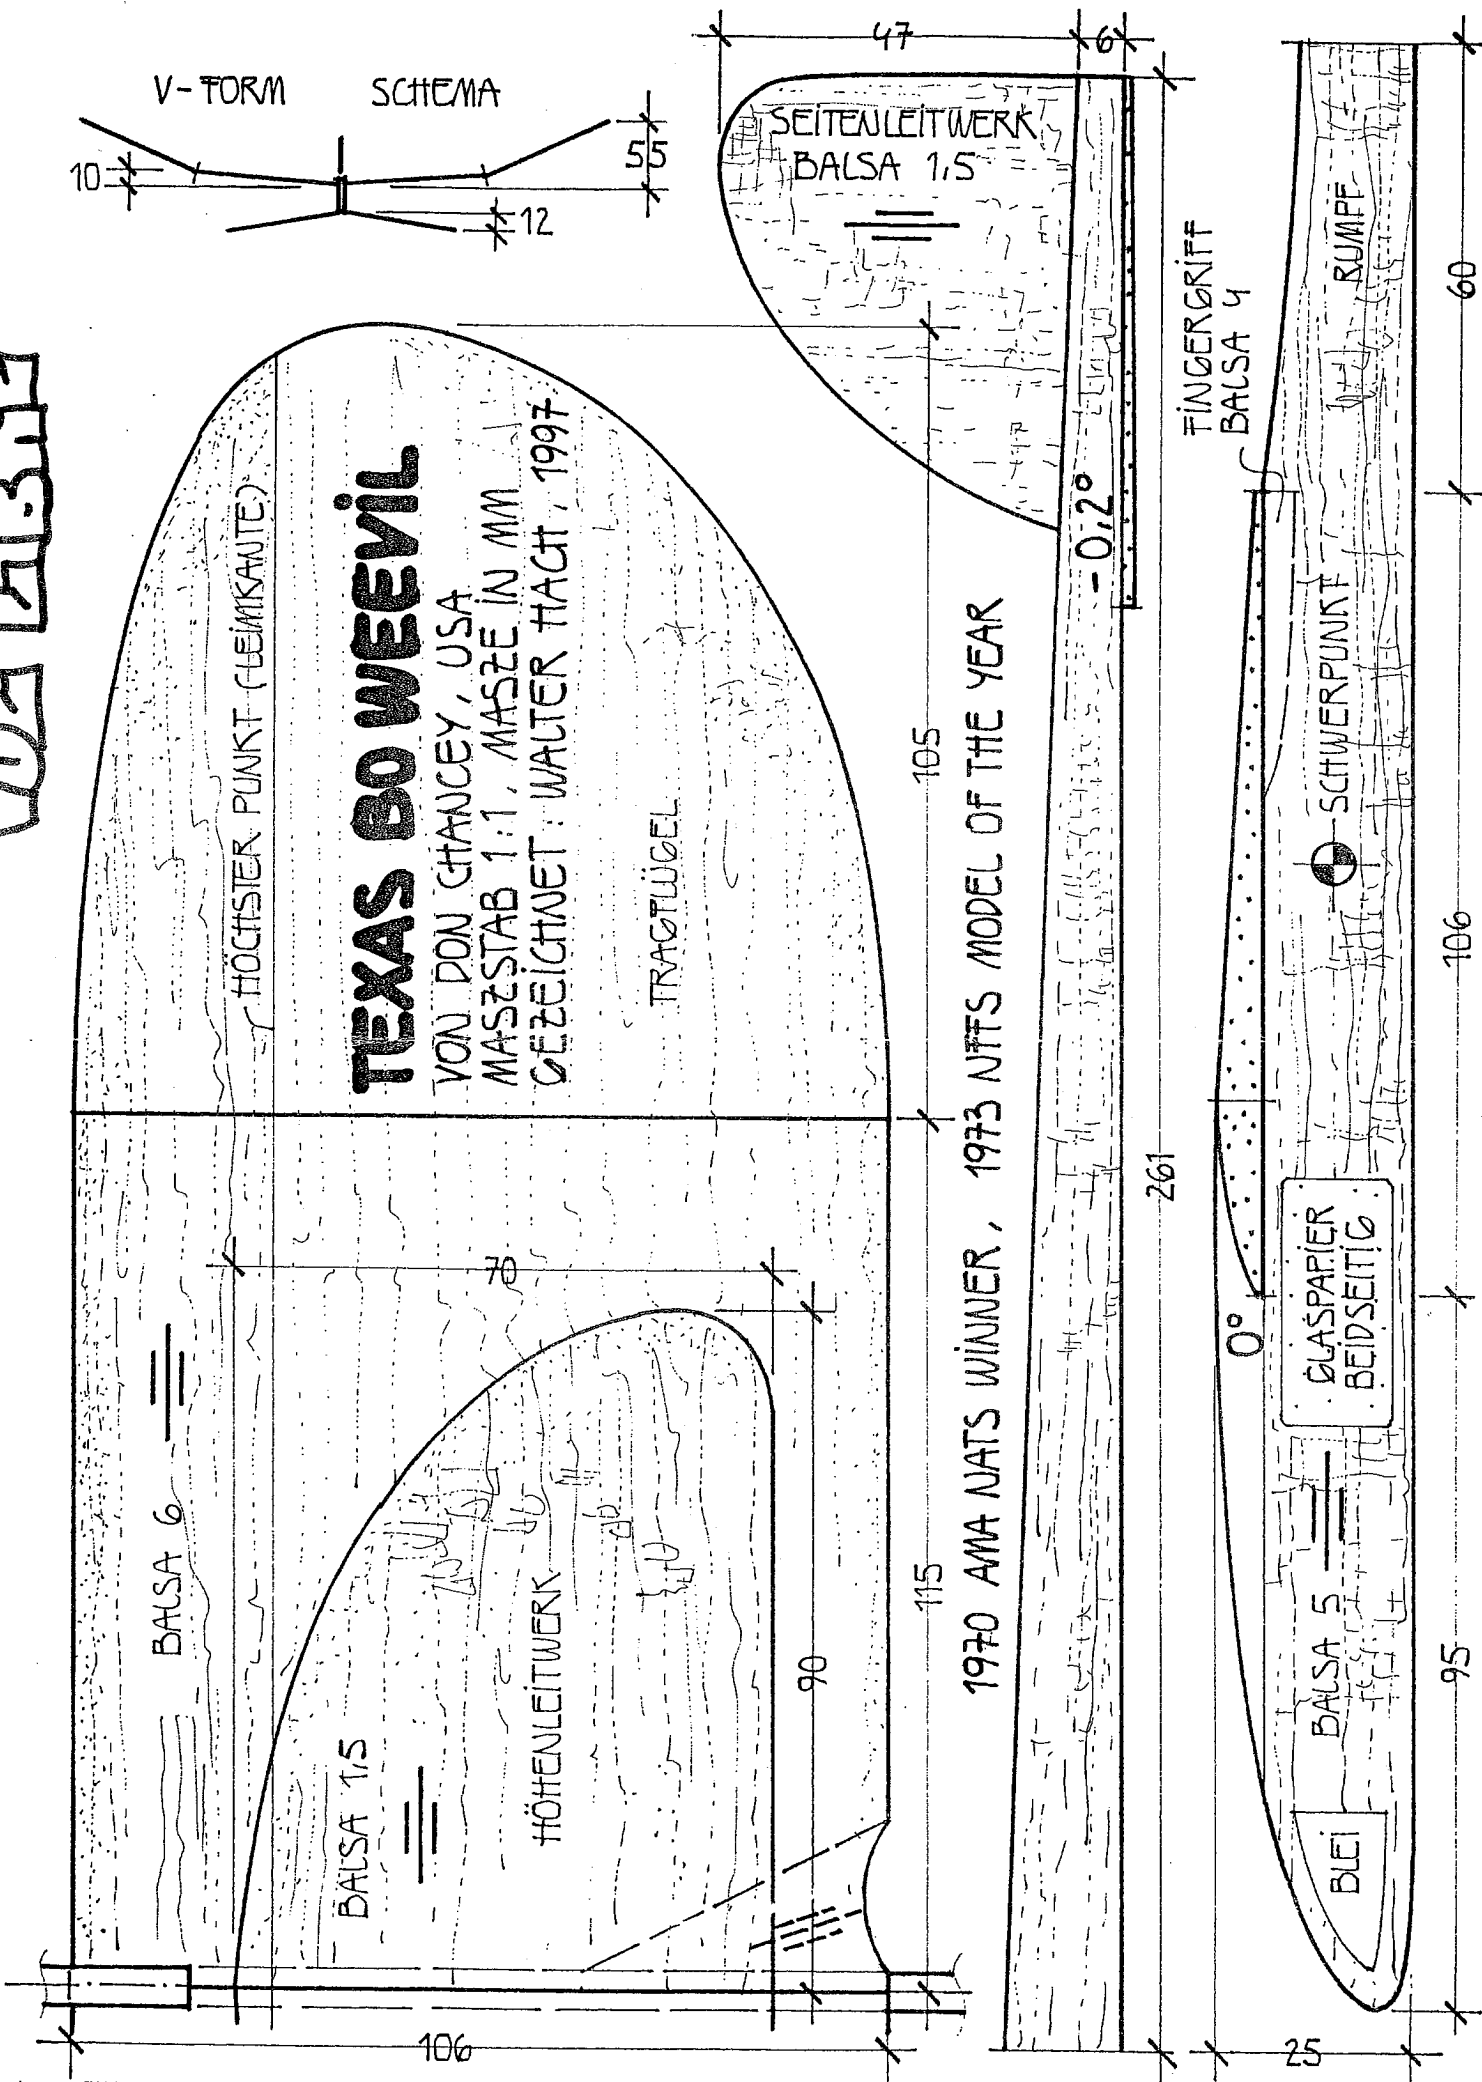 V-FORM SCHEMA
10
55
12
47
6
SEITENLEITWERK
BALSA 1,5
HÖCHSTER PUNKT (LEIMKANTE)
TEXAS BO WEEVIL
VON DON CHANCEY, USA
MASZSTAB 1:1, MASZE IN MM
GEZEICHNET: WALTER HACH, 1997
TRAGFLÜGEL
BALSA 6
70
105
115
BALSA 1,5
HÖHENLEITWERK
90
106
1970 AMA NATS WINNER, 1973 NFFS MODEL OF THE YEAR
-0,2°
261
FINGERGRIFF
BALSA 4
RUMPF
SCHWERPUNKT
0°
GLASPAPIER
BEIDSEITIG
BALSA 5
BLEI
60
106
95
25